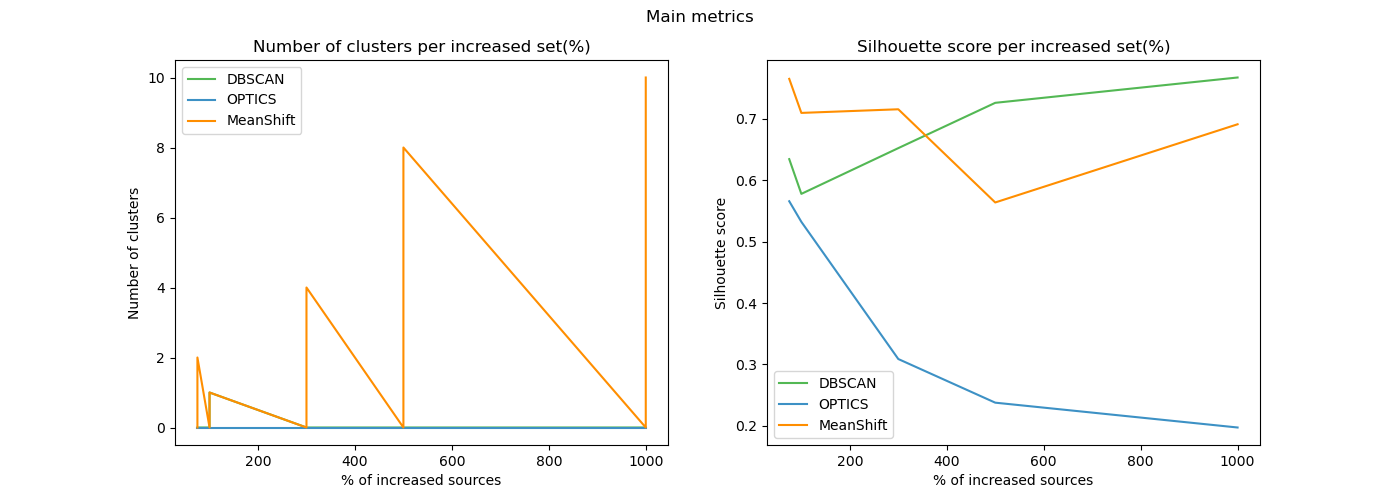 Main metrics
Number of clusters per increased set(%)
10
8
6
4
2
0
Number of clusters
DBSCAN
OPTICS
MeanShift
200
400
600
800
1000
% of increased sources
Silhouette score per increased set(%)
0.7
0.6
0.5
0.4
0.3
0.2
Silhouette score
DBSCAN
OPTICS
MeanShift
200
400
600
800
1000
% of increased sources